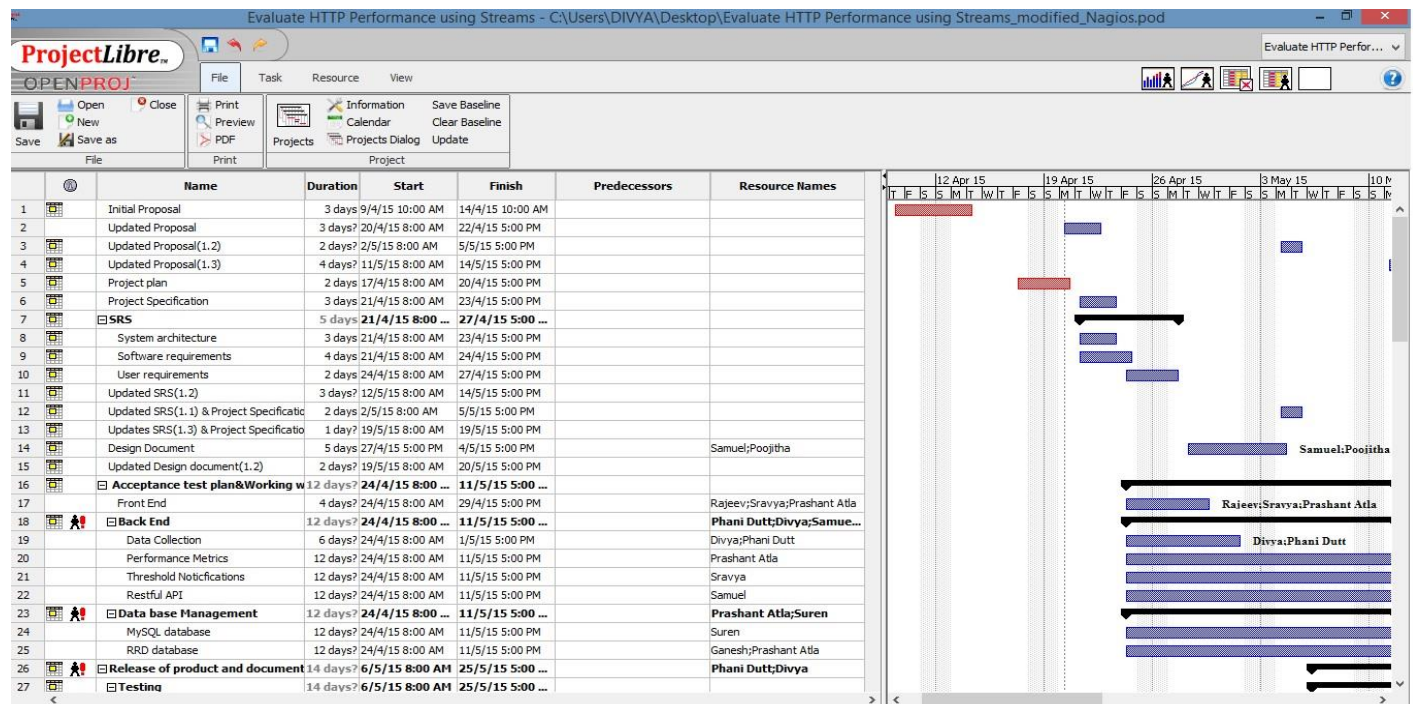 Evaluate HTTP Performance using Streams - C:\Users\DIVYA\Desktop\Evaluate HTTP Performance using Streams_modified_Nagios.pod
ProjectLibre™
OPENPROJ
Evaluate HTTP Perfor...
File Task Resource View
Save
Open
New
Save as
Close
File
Print
Preview
PDF
Print
Projects
Information
Calendar
Projects Dialog
Save Baseline
Clear Baseline
Update
Project
Name Duration Start Finish Predecessors Resource Names
12 Apr 15 19 Apr 15 26 Apr 15 3 May 15 10 M
T F S S M T W T F S S M T W T F S S M T W T F S S M T W T F S S M
1 Initial Proposal 3 days 9/4/15 10:00 AM 14/4/15 10:00 AM
2 Updated Proposal 3 days? 20/4/15 8:00 AM 22/4/15 5:00 PM
3 Updated Proposal(1.2) 2 days? 2/5/15 8:00 AM 5/5/15 5:00 PM
4 Updated Proposal(1.3) 4 days? 11/5/15 8:00 AM 14/5/15 5:00 PM
5 Project plan 2 days 17/4/15 8:00 AM 20/4/15 5:00 PM
6 Project Specification 3 days 21/4/15 8:00 AM 23/4/15 5:00 PM
7 SRS 5 days 21/4/15 8:00 ... 27/4/15 5:00 ...
8 System architecture 3 days 21/4/15 8:00 AM 23/4/15 5:00 PM
9 Software requirements 4 days 21/4/15 8:00 AM 24/4/15 5:00 PM
10 User requirements 2 days 24/4/15 8:00 AM 27/4/15 5:00 PM
11 Updated SRS(1.2) 3 days? 12/5/15 8:00 AM 14/5/15 5:00 PM
12 Updated SRS(1.1) & Project Specificatio 2 days 2/5/15 8:00 AM 5/5/15 5:00 PM
13 Updates SRS(1.3) & Project Specificatio 1 day? 19/5/15 8:00 AM 19/5/15 5:00 PM
14 Design Document 5 days 27/4/15 5:00 PM 4/5/15 5:00 PM Samuel;Poojitha Samuel;Poojitha
15 Updated Design document(1.2) 2 days? 19/5/15 8:00 AM 20/5/15 5:00 PM
16 Acceptance test plan&Working w 12 days? 24/4/15 8:00 ... 11/5/15 5:00 ...
17 Front End 4 days? 24/4/15 8:00 AM 29/4/15 5:00 PM Rajeev;Sravya;Prashant Atla Rajeev;Sravya;Prashant Atla
18 Back End 12 days? 24/4/15 8:00 ... 11/5/15 5:00 ... Phani Dutt;Divya;Samue...
19 Data Collection 6 days? 24/4/15 8:00 AM 1/5/15 5:00 PM Divya;Phani Dutt Divya;Phani Dutt
20 Performance Metrics 12 days? 24/4/15 8:00 AM 11/5/15 5:00 PM Prashant Atla
21 Threshold Noticfications 12 days? 24/4/15 8:00 AM 11/5/15 5:00 PM Sravya
22 Restful API 12 days? 24/4/15 8:00 AM 11/5/15 5:00 PM Samuel
23 Data base Management 12 days? 24/4/15 8:00 ... 11/5/15 5:00 ... Prashant Atla;Suren
24 MySQL database 12 days? 24/4/15 8:00 AM 11/5/15 5:00 PM Suren
25 RRD database 12 days? 24/4/15 8:00 AM 11/5/15 5:00 PM Ganesh;Prashant Atla
26 Release of product and document 14 days? 6/5/15 8:00 AM 25/5/15 5:00 ... Phani Dutt;Divya
27 Testing 14 days? 6/5/15 8:00 AM 25/5/15 5:00 ...